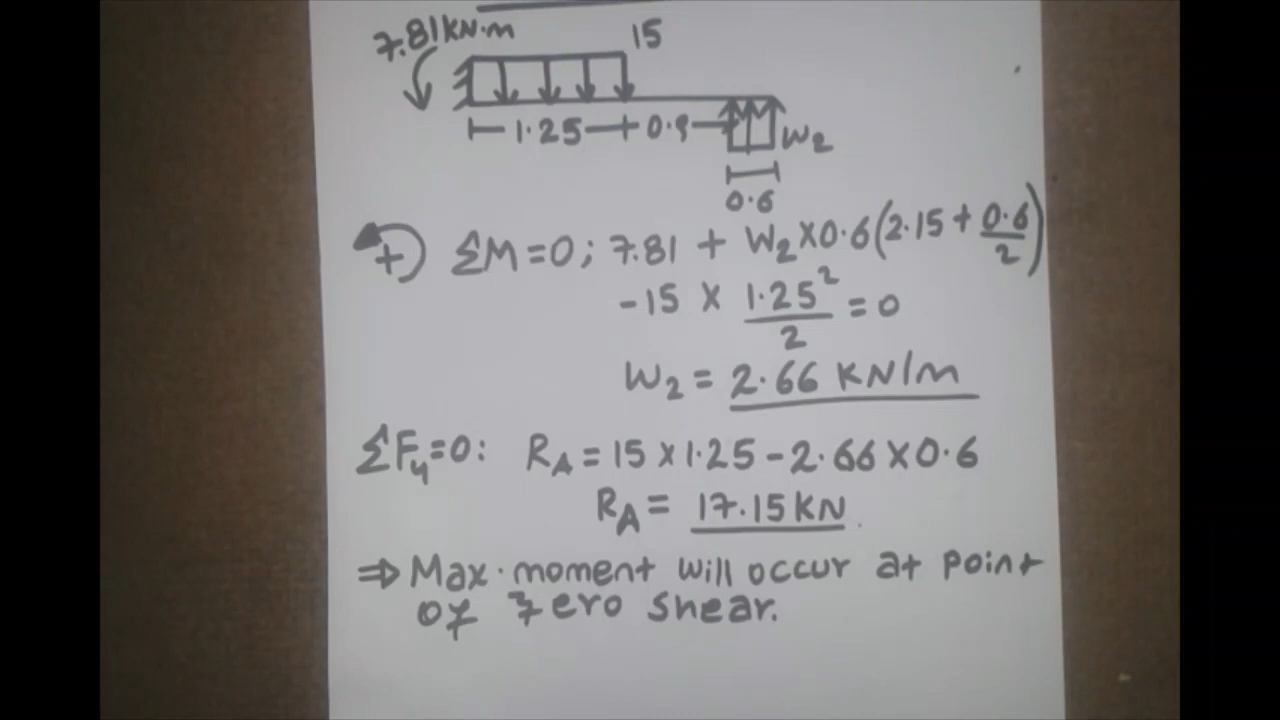 7.81KN·m
15
1.25
0.9
W2
0.6
+ ΣM=0; 7.81 + W2×0.6(2.15 + 0.6/2)
-15 × 1.25²/2 = 0
W2 = 2.66 KN/m
ΣFy=0: RA = 15 × 1.25 - 2.66 × 0.6
RA = 17.15 KN
⇒ Max. moment will occur at point
of zero shear.